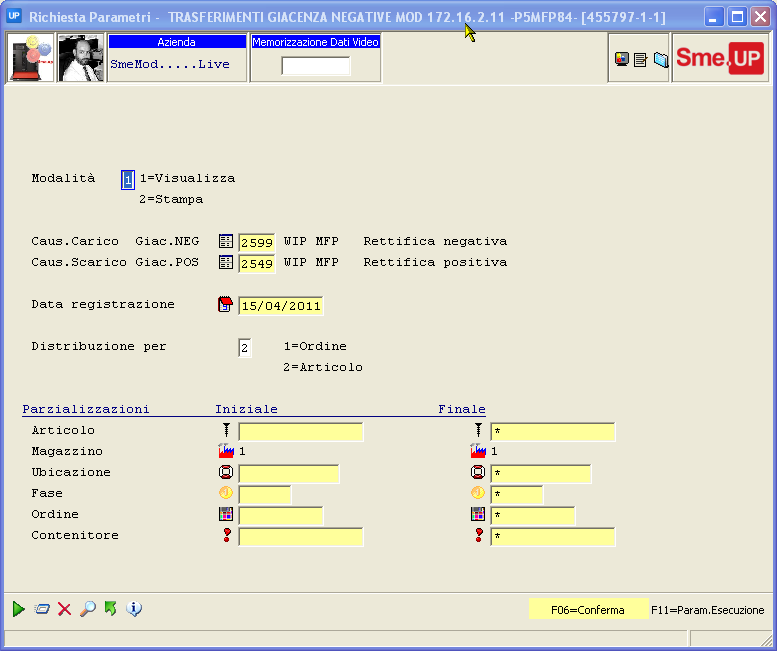 UP Richiesta Parametri - TRASFERIMENTI GIACENZA NEGATIVE MOD 172.16.2.11 -P5MFP84- [455797-1-1]
Azienda
Memorizzazione Dati Video
SmeMod.....Live
Sme.UP
Modalità 1 1=Visualizza
2=Stampa
Caus.Carico Giac.NEG 2599 WIP MFP Rettifica negativa
Caus.Scarico Giac.POS 2549 WIP MFP Rettifica positiva
Data registrazione 15/04/2011
Distribuzione per 2 1=Ordine
2=Articolo
Parzializzazioni Iniziale Finale
Articolo *
Magazzino 1 1
Ubicazione *
Fase *
Ordine *
Contenitore *
F06=Conferma F11=Param.Esecuzione